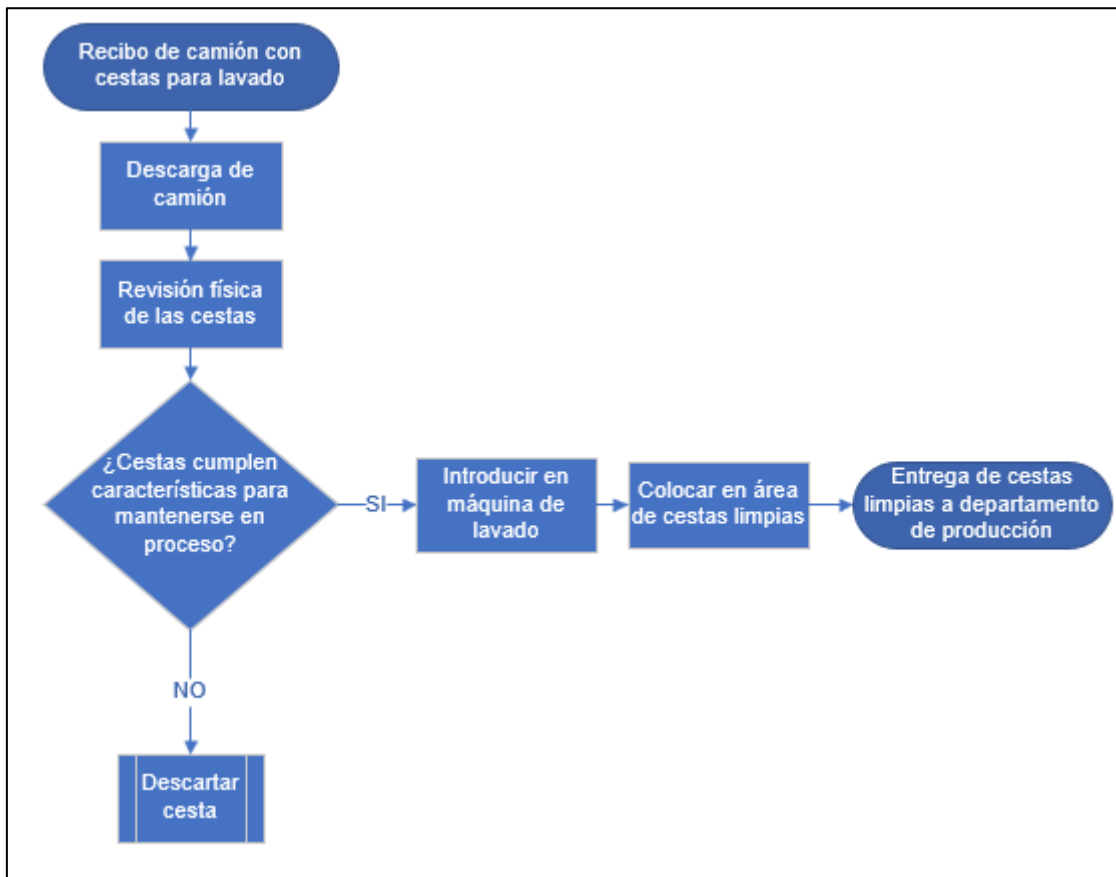 Recibo de camión con
cestas para lavado
Descarga de
camión
Revisión física
de las cestas
¿Cestas cumplen
características para
mantenerse en
proceso?
SI
Introducir en
máquina de
lavado
Colocar en área
de cestas limpias
Entrega de cestas
limpias a departamento
de producción
NO
Descartar
cesta